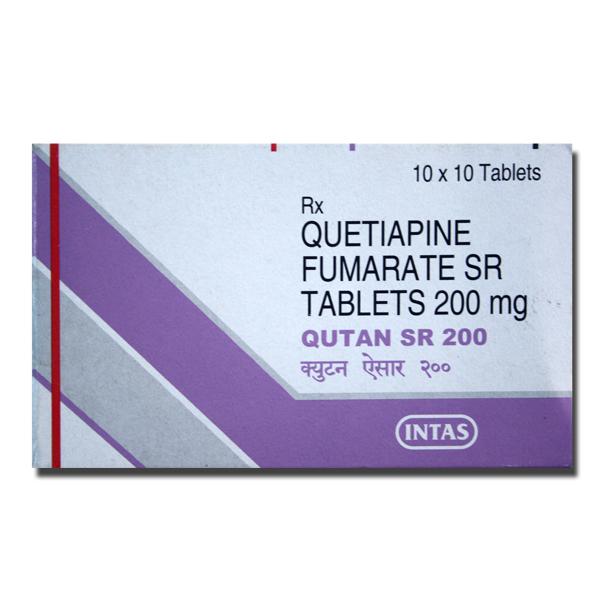 10 x 10 Tablets
Rx
QUETIAPINE
FUMARATE SR
TABLETS 200 mg
QUTAN SR 200
क्युटन ऐसार २००
INTAS